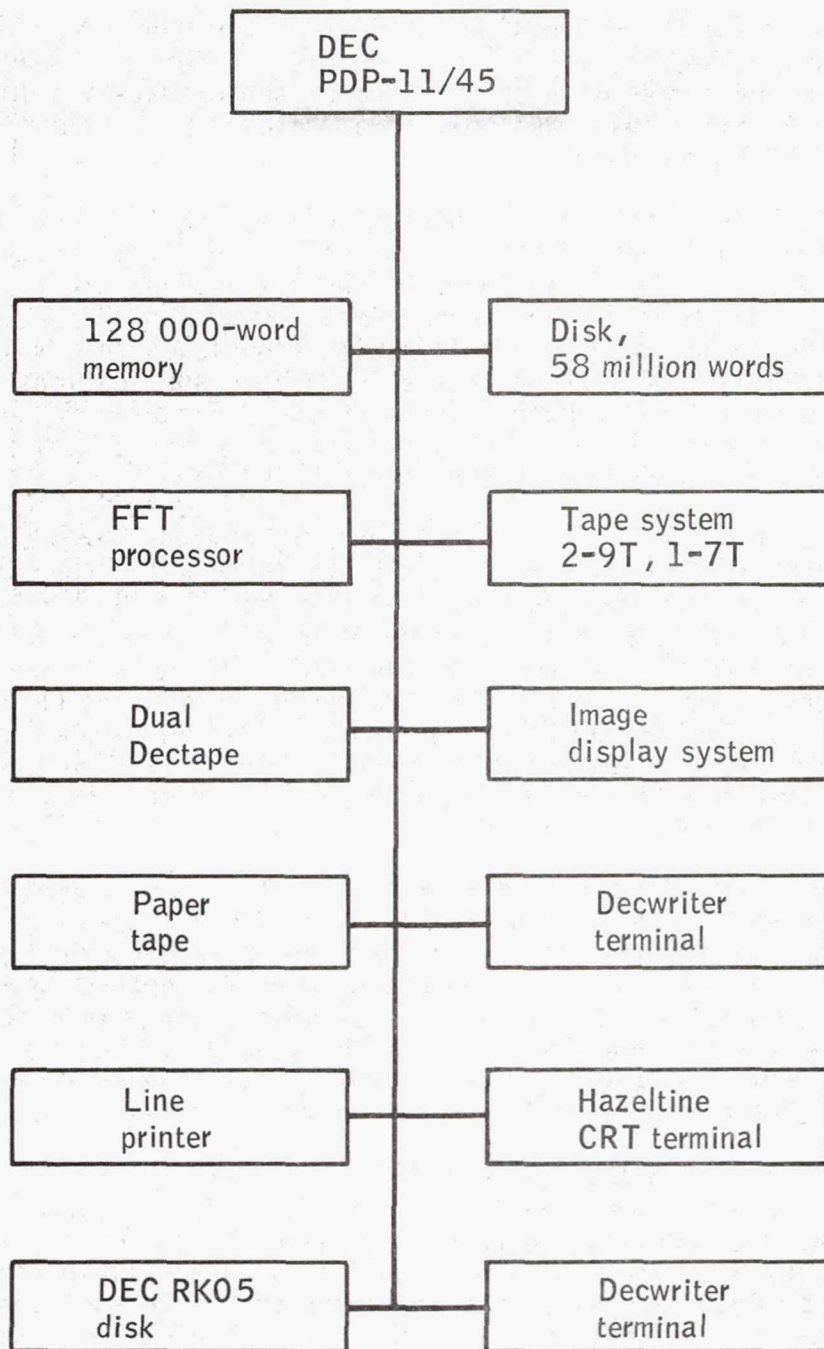 DEC
PDP-11/45
128 000-word
memory
Disk,
58 million words
FFT
processor
Tape system
2-9T, 1-7T
Dual
Dectape
Image
display system
Paper
tape
Decwriter
terminal
Line
printer
Hazeltine
CRT terminal
DEC RK05
disk
Decwriter
terminal